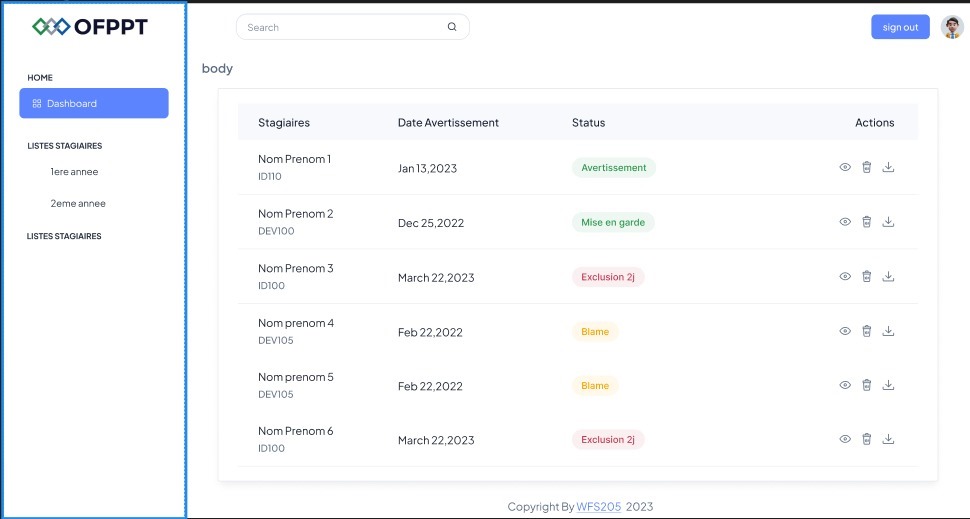 OFPPT
Search
sign out
HOME
Dashboard
LISTES STAGIAIRES
1ere annee
2eme annee
LISTES STAGIAIRES
body
Stagiaires Date Avertissement Status Actions
Nom Prenom 1
ID110
Jan 13,2023
Avertissement
Nom Prenom 2
DEV100
Dec 25,2022
Mise en garde
Nom Prenom 3
ID100
March 22,2023
Exclusion 2j
Nom prenom 4
DEV105
Feb 22,2022
Blame
Nom prenom 5
DEV105
Feb 22,2022
Blame
Nom Prenom 6
ID100
March 22,2023
Exclusion 2j
Copyright By WFS205 2023